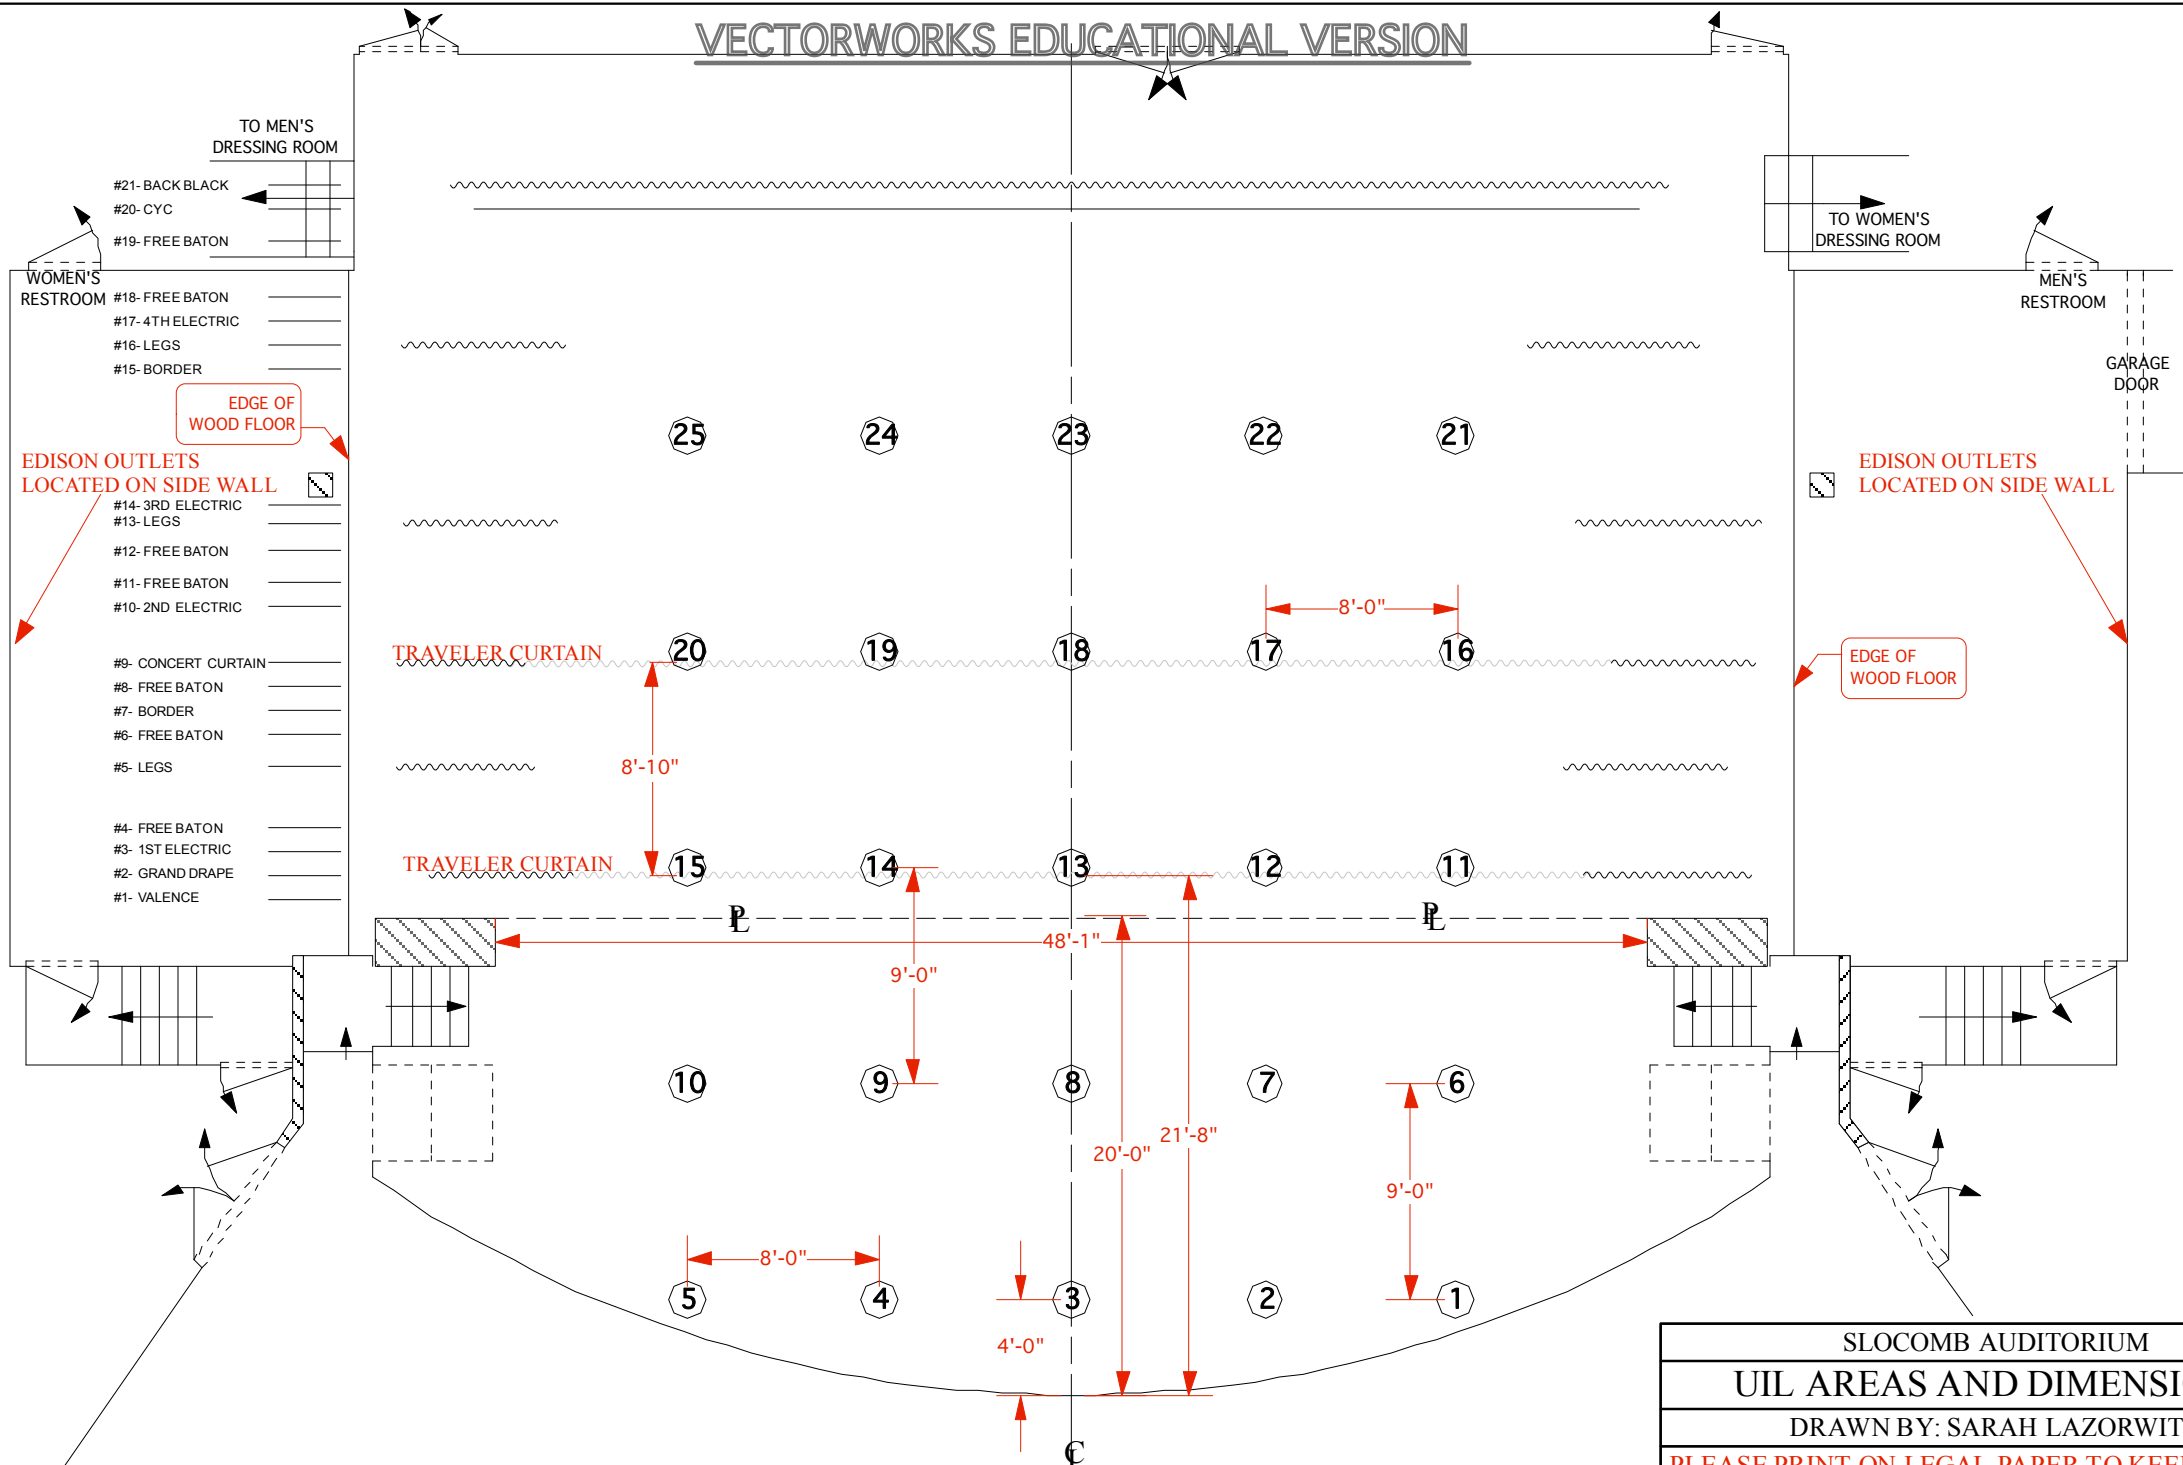 VECTORWORKS EDUCATIONAL VERSION
TO MEN'S
DRESSING ROOM
#21- BACK BLACK
#20- CYC
#19- FREE BATON
TO WOMEN'S
DRESSING ROOM
WOMEN'S
RESTROOM
MEN'S
RESTROOM
#18- FREE BATON
#17- 4TH ELECTRIC
#16- LEGS
#15- BORDER
GARAGE
DOOR
EDGE OF
WOOD FLOOR
25
24
23
22
21
EDISON OUTLETS
LOCATED ON SIDE WALL
EDISON OUTLETS
LOCATED ON SIDE WALL
#14- 3RD ELECTRIC
#13- LEGS
#12- FREE BATON
#11- FREE BATON
#10- 2ND ELECTRIC
8'-0"
TRAVELER CURTAIN
20
19
18
17
16
EDGE OF
WOOD FLOOR
#9- CONCERT CURTAIN
#8- FREE BATON
#7- BORDER
#6- FREE BATON
#5- LEGS
8'-10"
#4- FREE BATON
#3- 1ST ELECTRIC
#2- GRAND DRAPE
#1- VALENCE
TRAVELER CURTAIN
15
14
13
12
11
PL
PL
48'-1"
9'-0"
10
9
8
7
6
20'-0"
21'-8"
9'-0"
8'-0"
5
4
3
2
1
4'-0"
CL
SLOCOMB AUDITORIUM
UIL AREAS AND DIMENSI
DRAWN BY: SARAH LAZORWIT
PLEASE PRINT ON LEGAL PAPER TO KEEP